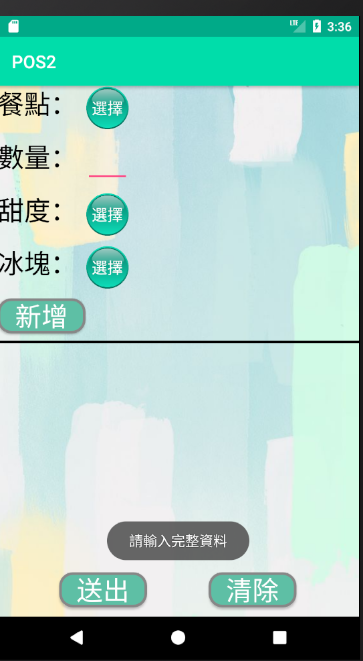 LTE 3:36
POS2
餐點： 選擇
數量：
甜度： 選擇
冰塊： 選擇
新增
請輸入完整資料
送出 清除